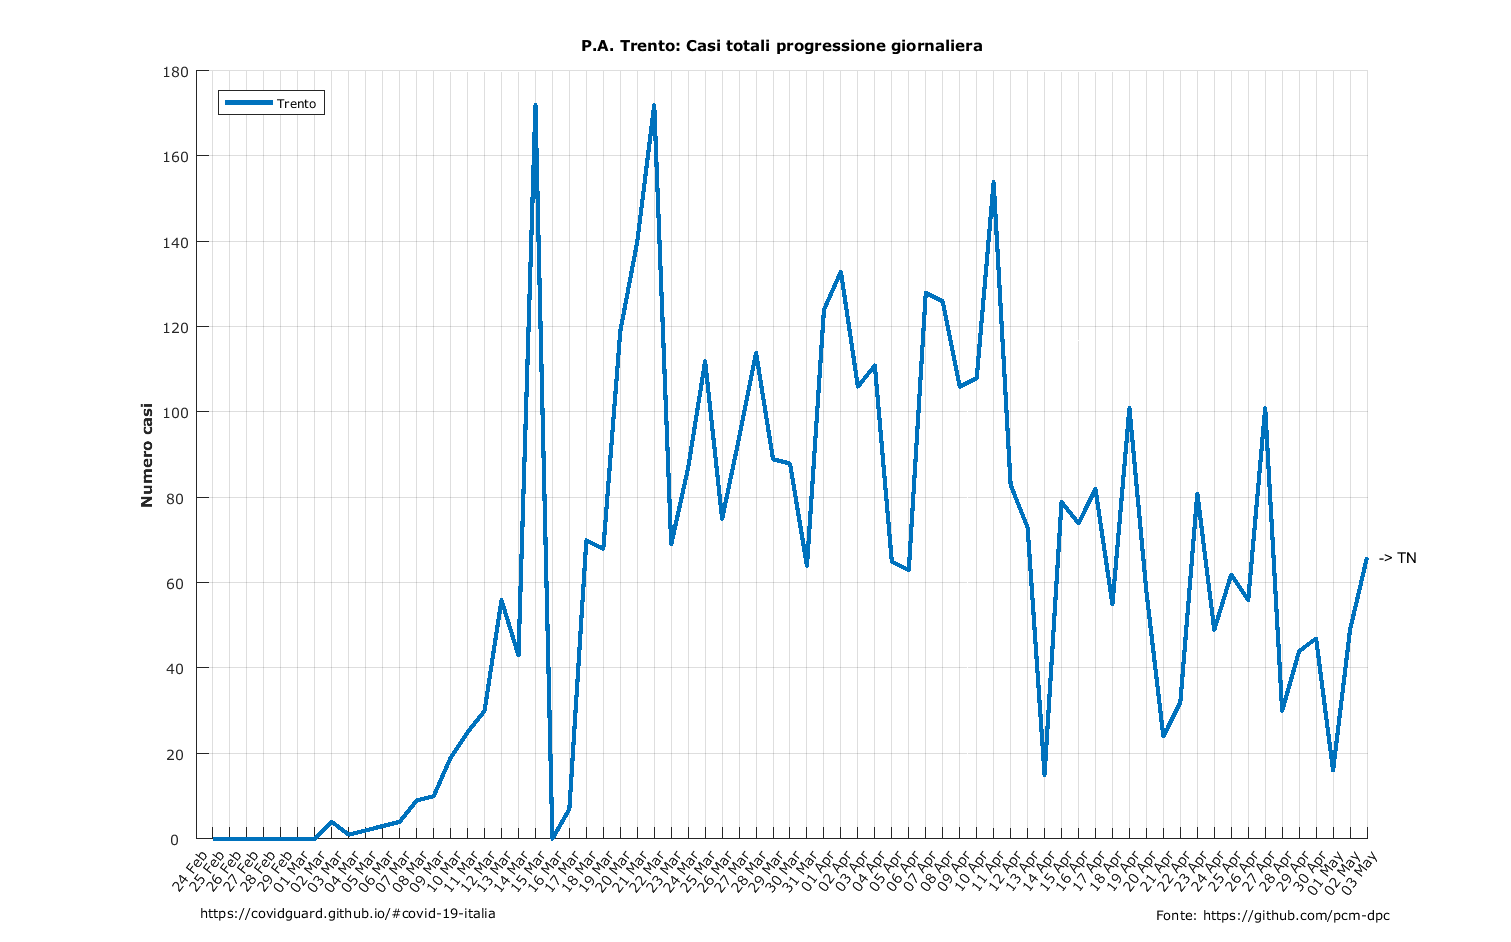 P.A. Trento: Casi totali progressione giornaliera
Trento
180
160
140
120
100
80
60
40
20
0
Numero casi
-> TN
24 Feb
25 Feb
26 Feb
27 Feb
28 Feb
29 Feb
01 Mar
02 Mar
03 Mar
04 Mar
05 Mar
06 Mar
07 Mar
08 Mar
09 Mar
10 Mar
11 Mar
12 Mar
13 Mar
14 Mar
15 Mar
16 Mar
17 Mar
18 Mar
19 Mar
20 Mar
21 Mar
22 Mar
23 Mar
24 Mar
25 Mar
26 Mar
27 Mar
28 Mar
29 Mar
30 Mar
31 Mar
01 Apr
02 Apr
03 Apr
04 Apr
05 Apr
06 Apr
07 Apr
08 Apr
09 Apr
10 Apr
11 Apr
12 Apr
13 Apr
14 Apr
15 Apr
16 Apr
17 Apr
18 Apr
19 Apr
20 Apr
21 Apr
22 Apr
23 Apr
24 Apr
25 Apr
26 Apr
27 Apr
28 Apr
29 Apr
30 Apr
01 May
02 May
03 May
https://covidguard.github.io/#covid-19-italia
Fonte: https://github.com/pcm-dpc